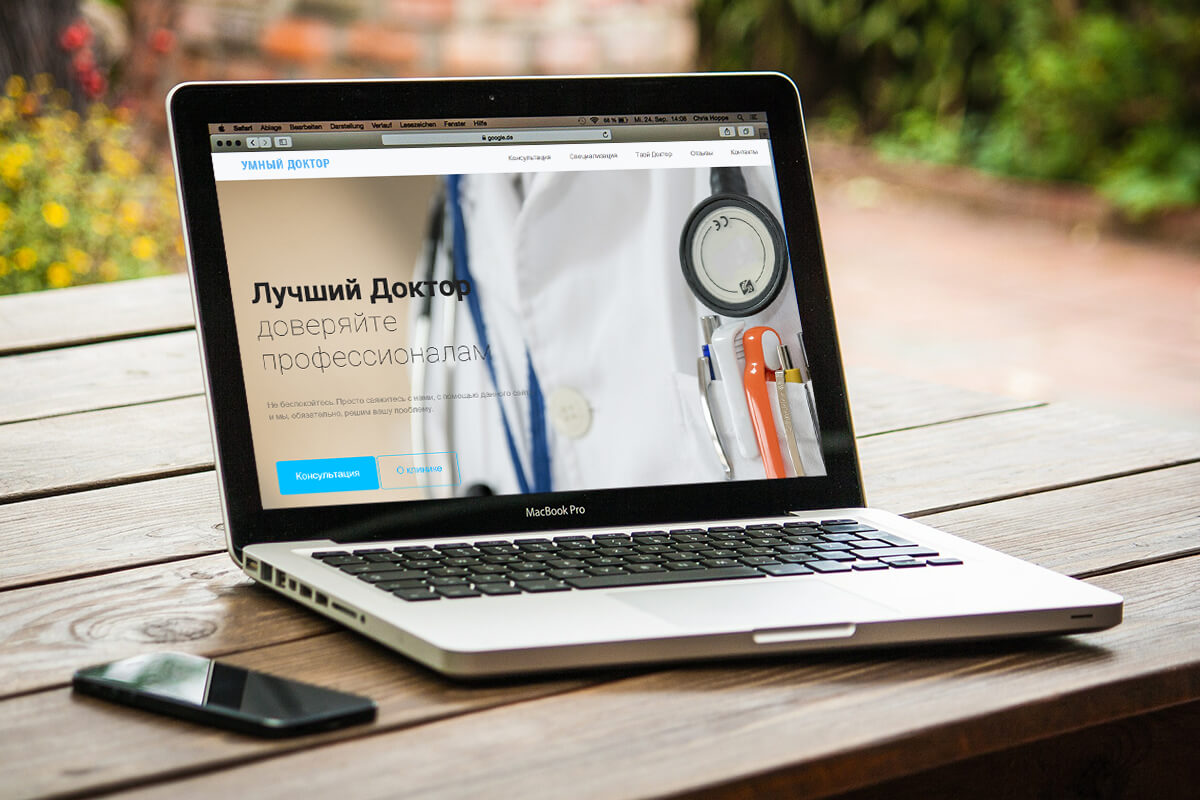 Safari Ablage Bearbeiten Darstellung Verlauf Lesezeichen Fenster Hilfe 66 % Mi. 24. Sep. 14:08 Chris Hoppe
google.de
УМНЫЙ ДОКТОР Консультация Специализация Твой Доктор Отзывы Контакты
CE
Лучший Доктор
доверяйте
профессионалам
Не беспокойтесь. Просто свяжитесь с нами, с помощью данного сайт
и мы, обязательно, решим вашу проблему.
Консультация О клинике
MacBook Pro